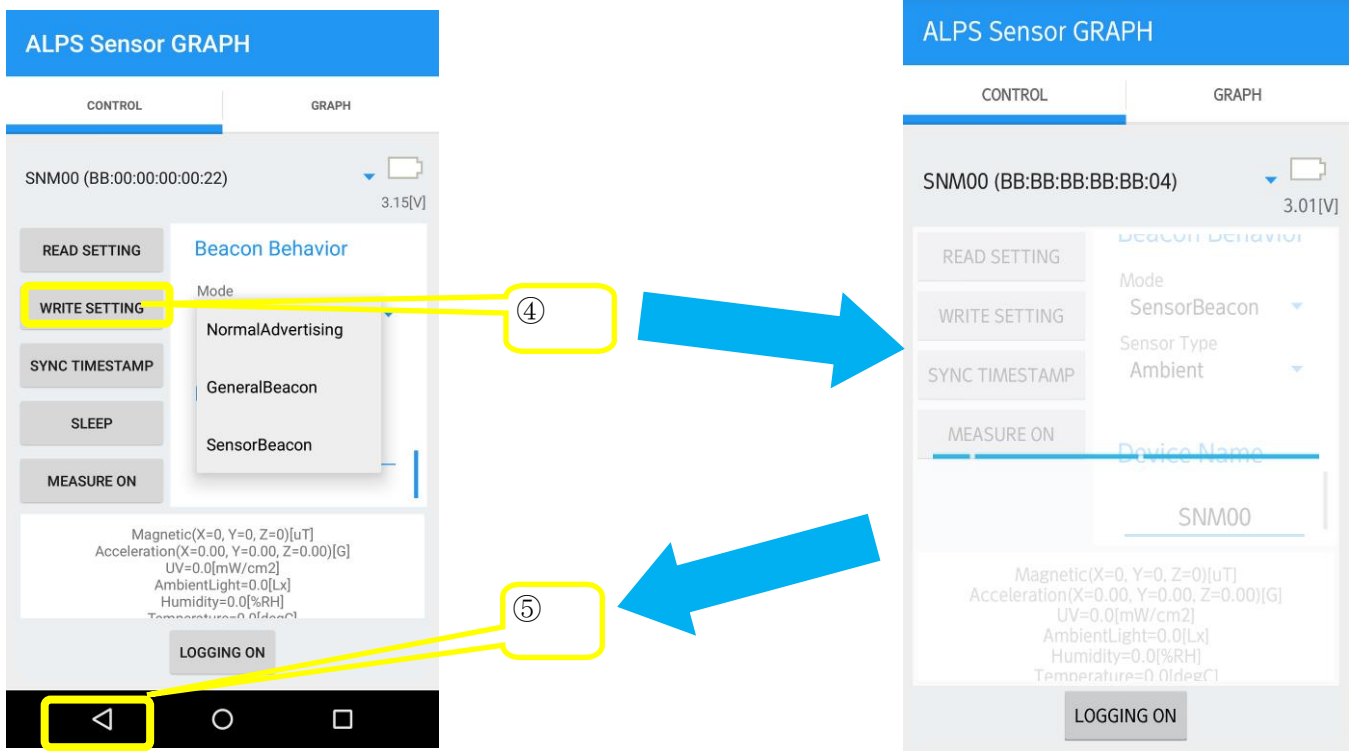 ALPS Sensor GRAPH
CONTROL GRAPH
SNM00 (BB:00:00:00:00:22)
3.15[V]
READ SETTING
WRITE SETTING
SYNC TIMESTAMP
SLEEP
MEASURE ON
Beacon Behavior
Mode
NormalAdvertising
GeneralBeacon
SensorBeacon
Magnetic(X=0, Y=0, Z=0)[uT]
Acceleration(X=0.00, Y=0.00, Z=0.00)[G]
UV=0.0[mW/cm2]
AmbientLight=0.0[Lx]
Humidity=0.0[%RH]
Temperature=0.0[degC]
LOGGING ON
④
⑤
ALPS Sensor GRAPH
CONTROL GRAPH
SNM00 (BB:BB:BB:BB:BB:04)
3.01[V]
READ SETTING
WRITE SETTING
SYNC TIMESTAMP
MEASURE ON
Beacon Behavior
Mode
SensorBeacon
Sensor Type
Ambient
Device Name
SNM00
Magnetic(X=0, Y=0, Z=0)[uT]
Acceleration(X=0.00, Y=0.00, Z=0.00)[G]
UV=0.0[mW/cm2]
AmbientLight=0.0[Lx]
Humidity=0.0[%RH]
Temperature=0.0[degC]
LOGGING ON